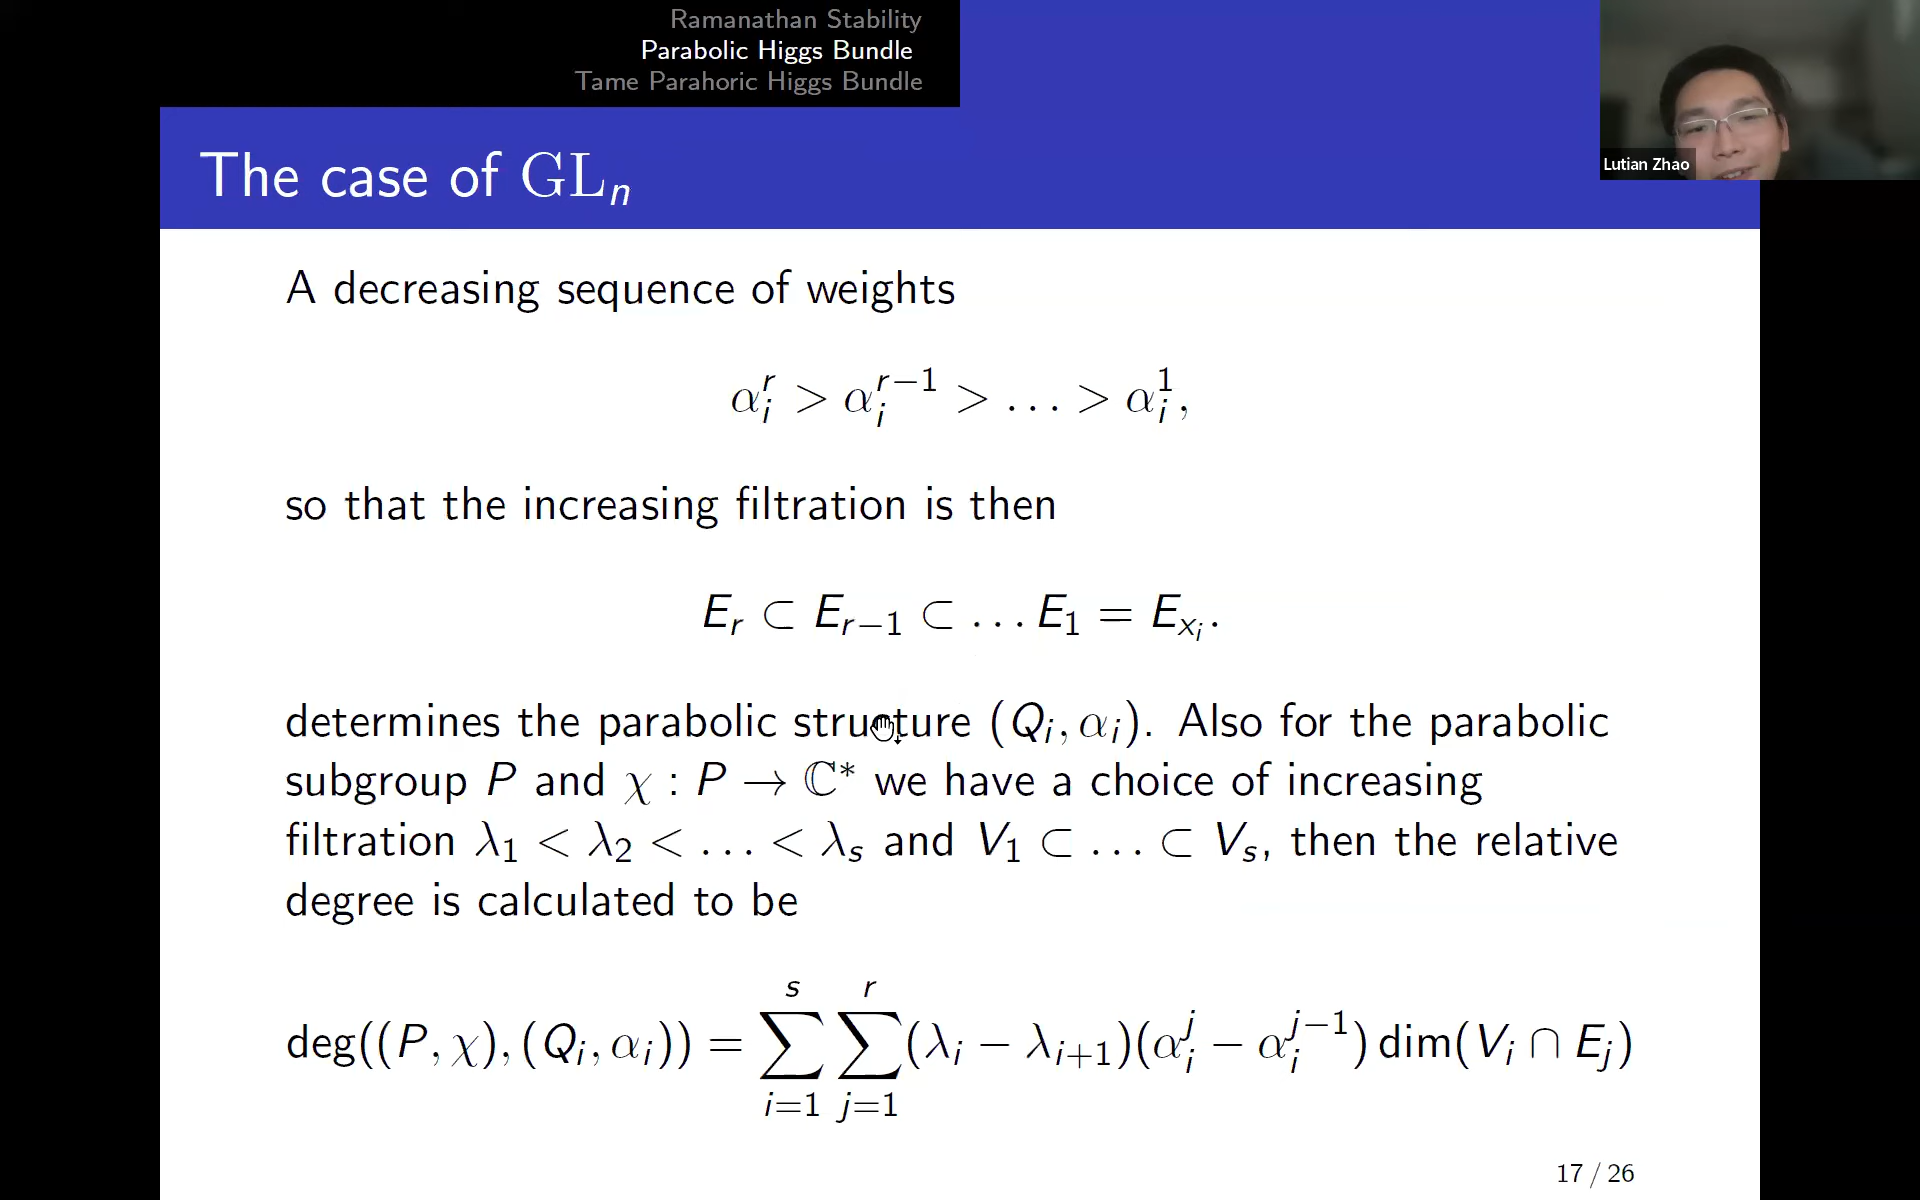 Ramanathan Stability
Parabolic Higgs Bundle
Tame Parahoric Higgs Bundle
Lutian Zhao
The case of GL_n
A decreasing sequence of weights
α_i^r > α_i^{r−1} > … > α_i^1,
so that the increasing filtration is then
E_r ⊂ E_{r−1} ⊂ … E_1 = E_{x_i}.
determines the parabolic structure (Q_i, α_i). Also for the parabolic
subgroup P and χ : P → ℂ* we have a choice of increasing
filtration λ_1 < λ_2 < … < λ_s and V_1 ⊂ … ⊂ V_s, then the relative
degree is calculated to be
deg((P, χ), (Q_i, α_i)) = ∑_{i=1}^{s} ∑_{j=1}^{r} (λ_i − λ_{i+1})(α_i^j − α_i^{j−1}) dim(V_i ∩ E_j)
17 / 26